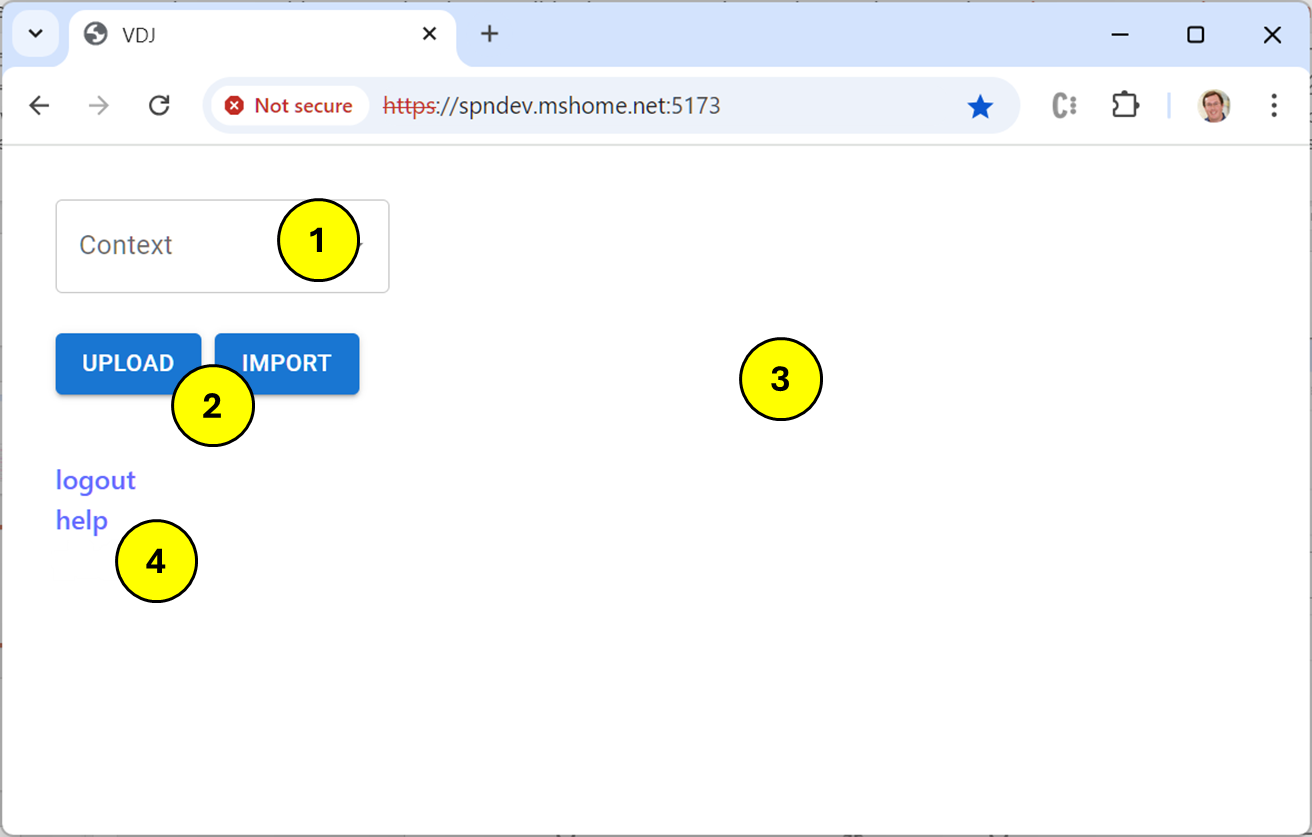 VDJ
Not secure https://spndev.mshome.net:5173
Context 1
UPLOAD IMPORT
2
3
logout
help
4